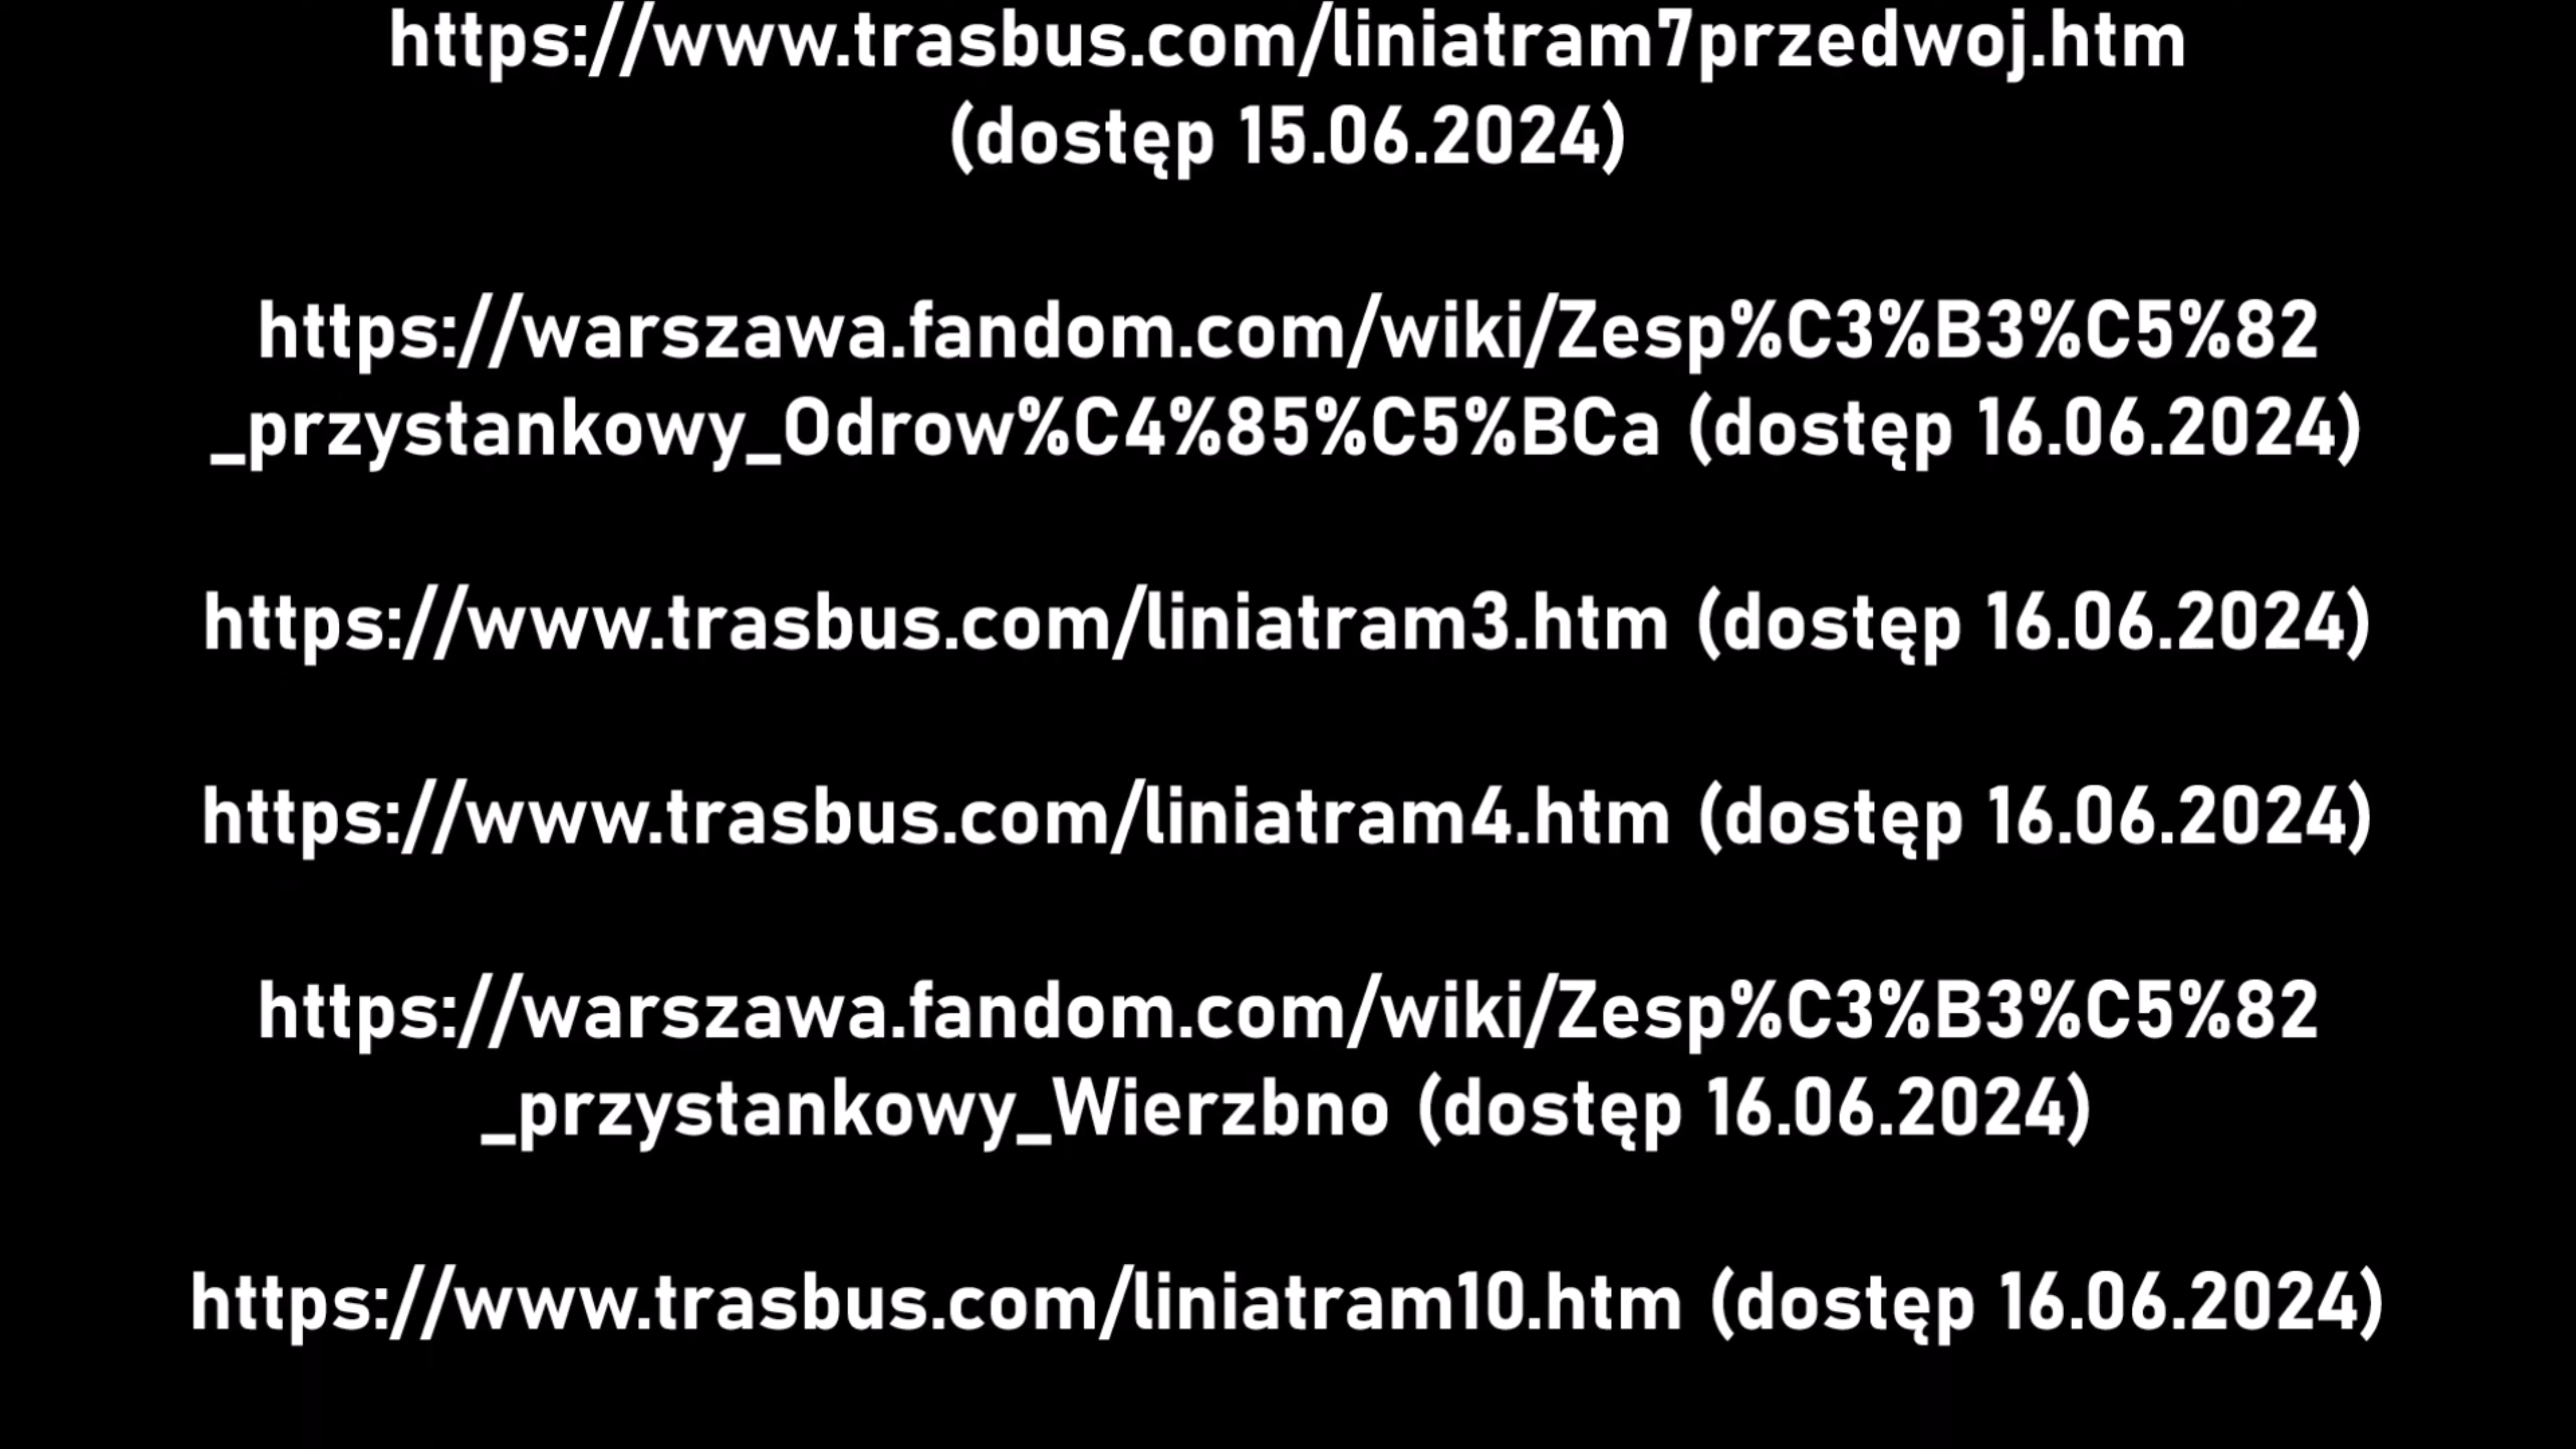 https://www.trasbus.com/liniatram7przedwoj.htm
(dostęp 15.06.2024)
https://warszawa.fandom.com/wiki/Zesp%C3%B3%C5%82
_przystankowy_Odrow%C4%85%C5%BCa (dostęp 16.06.2024)
https://www.trasbus.com/liniatram3.htm (dostęp 16.06.2024)
https://www.trasbus.com/liniatram4.htm (dostęp 16.06.2024)
https://warszawa.fandom.com/wiki/Zesp%C3%B3%C5%82
_przystankowy_Wierzbno (dostęp 16.06.2024)
https://www.trasbus.com/liniatram10.htm (dostęp 16.06.2024)